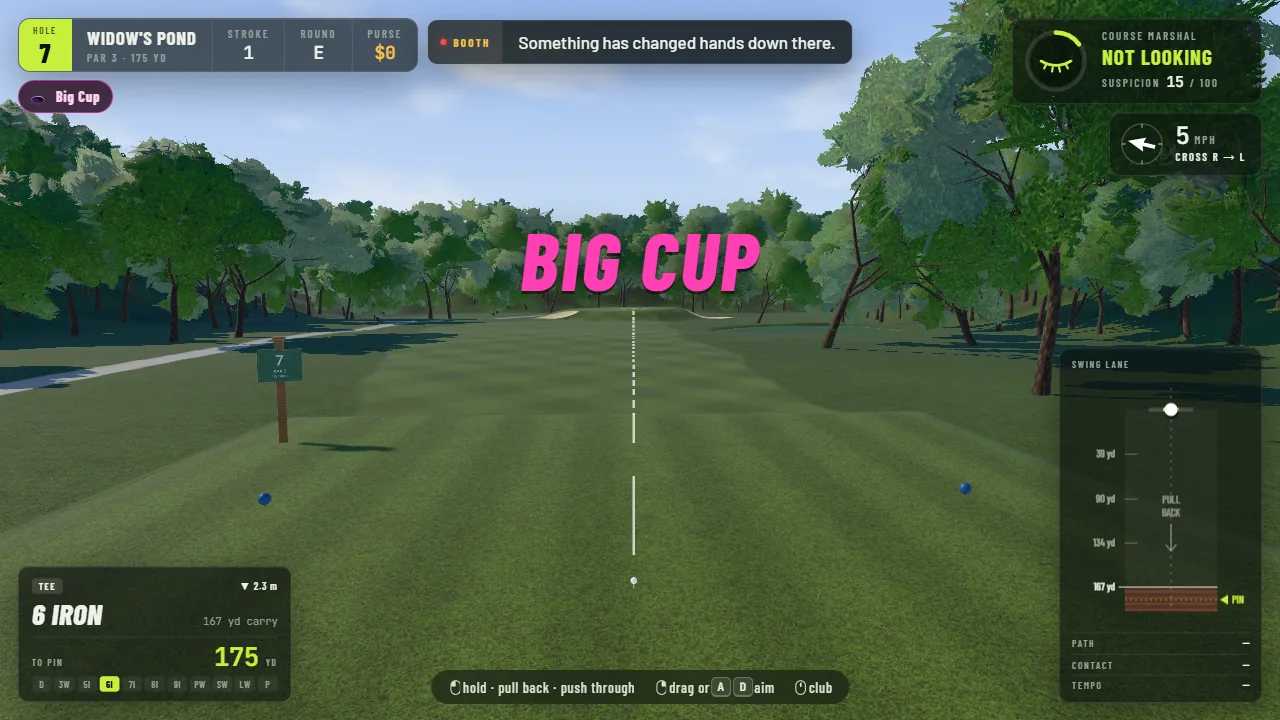 HOLE
7
WIDOW'S POND
PAR 3 · 175 YD
STROKE
1
ROUND
E
PURSE
$0
BOOTH
Something has changed hands down there.
COURSE MARSHAL
NOT LOOKING
SUSPICION 15 / 100
Big Cup
5 MPH
CROSS R → L
BIG CUP
7
PAR 3
SWING LANE
38 yd
90 yd
PULL
BACK
134 yd
167 yd
PIN
PATH –
CONTACT –
TEMPO –
TEE
▼ 2.3 m
6 IRON
167 yd carry
TO PIN
175 YD
D 3W 5I 6I 7I 8I 9I PW SW LW P
hold · pull back · push through
drag or A D aim
club